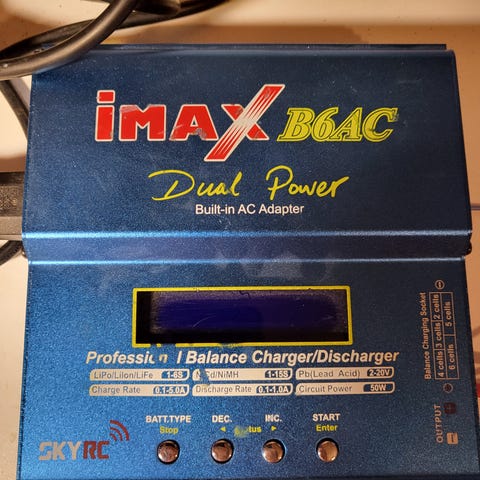 iMAX B6AC
Dual Power
Built-in AC Adapter
Balance Charging Socket
4 cells 3 cells 2 cells
6 cells 5 cells
Balance Charger/Discharger
LiPo/LiIon/LiFe 1-6S NiMH 1-15S Pb(Lead Acid) 2-20V
Charge Rate 0.1-5.0A Discharge Rate 0.1-1.0A Circuit Power 50W
OUTPUT
BATT.TYPE DEC. INC. START
Stop Enter
SKYRC